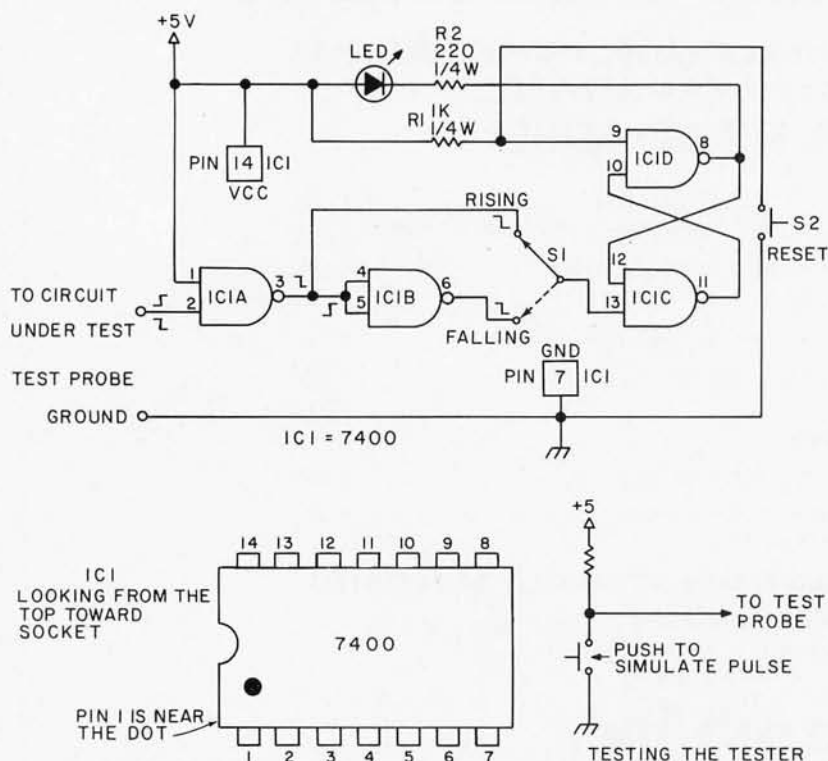 +5V
LED
R2
220
1/4W
R1
1K
1/4W
PIN 14 IC1
VCC
9
8
10
IC1D
RISING
S1
S2
RESET
1
3
IC1A
2
4
6
5
IC1B
12
11
13
IC1C
TO CIRCUIT
UNDER TEST
FALLING
GND
PIN 7 IC1
TEST PROBE
GROUND
IC1 = 7400
14 13 12 11 10 9 8
IC1
LOOKING FROM THE
TOP TOWARD
SOCKET
7400
PIN 1 IS NEAR
THE DOT
1 2 3 4 5 6 7
+5
TO TEST
PROBE
PUSH TO
SIMULATE PULSE
TESTING THE TESTER